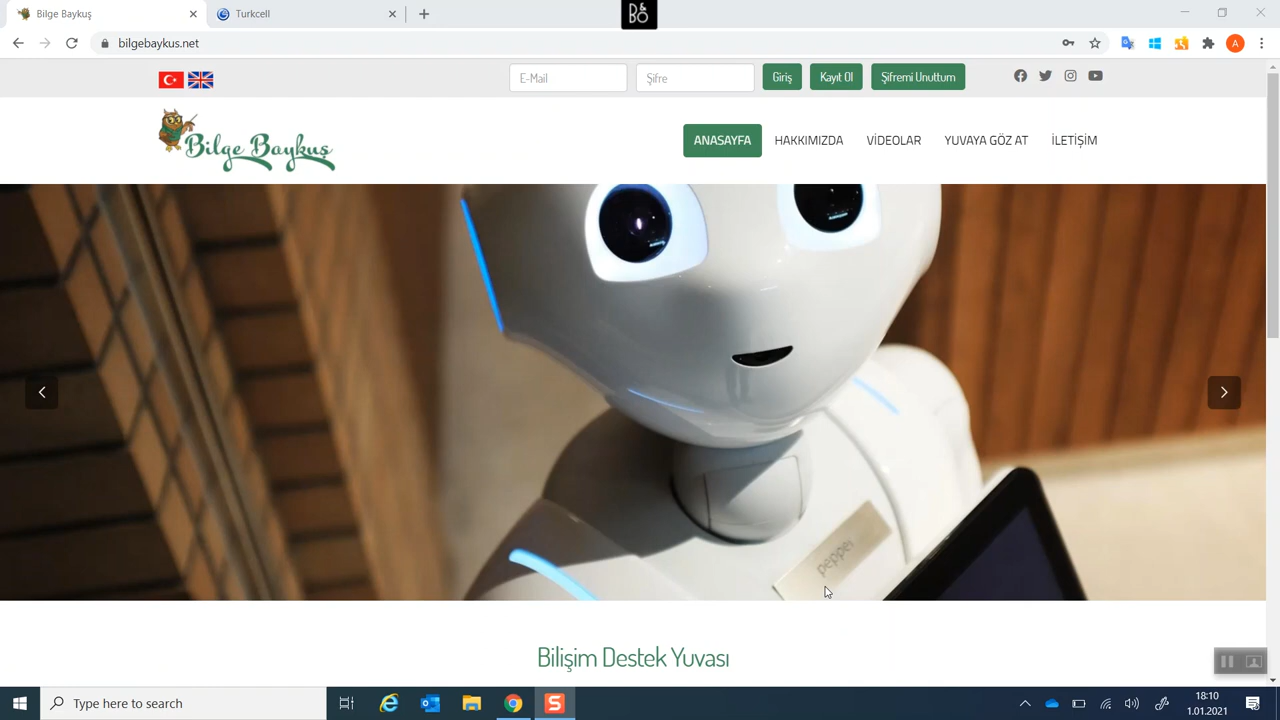 Bilge Baykuş
Turkcell
B&O
bilgebaykus.net
A
E-Mail
Şifre
Giriş
Kayıt Ol
Şifremi Unuttum
Bilge Baykuş
ANASAYFA
HAKKIMIZDA
VİDEOLAR
YUVAYA GÖZ AT
İLETİŞİM
pepper
Bilişim Destek Yuvası
Type here to search
18:10
1.01.2021